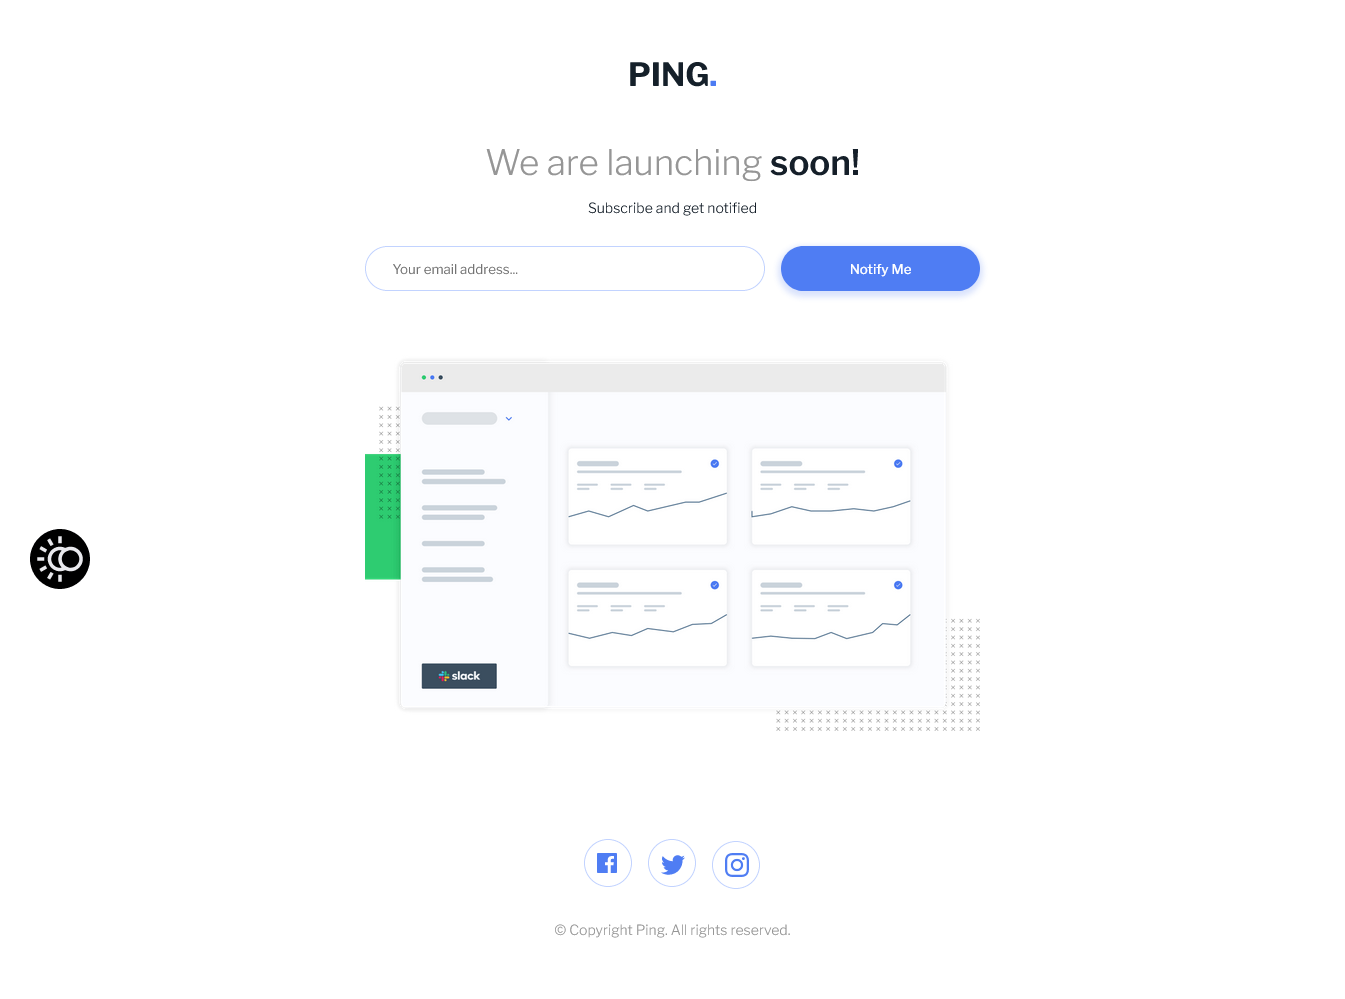 PING.
We are launching soon!
Subscribe and get notified
Your email address...
Notify Me
slack
© Copyright Ping. All rights reserved.